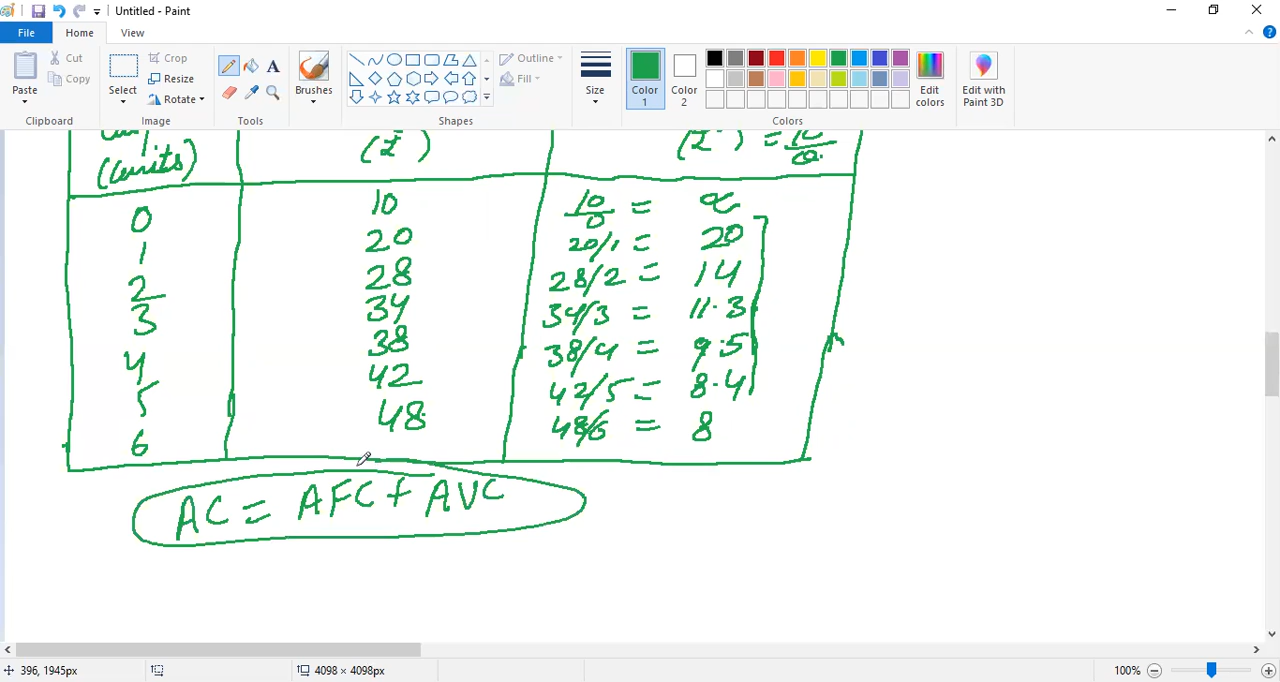 Untitled - Paint
File Home View
Paste Cut Copy Clipboard
Select Crop Resize Rotate Image
Tools
Brushes
Outline Fill Shapes
Size
Color 1 Color 2 Edit colors Colors
Edit with Paint 3D
(units) (₹) (₹) = TC/Q
0 10 10/0 = ∝
1 20 20/1 = 20
2 28 28/2 = 14
3 34 34/3 = 11.3
4 38 38/4 = 9.5
5 42 42/5 = 8.4
6 48 48/6 = 8
AC = AFC + AVC
396, 1945px 4098 × 4098px 100%